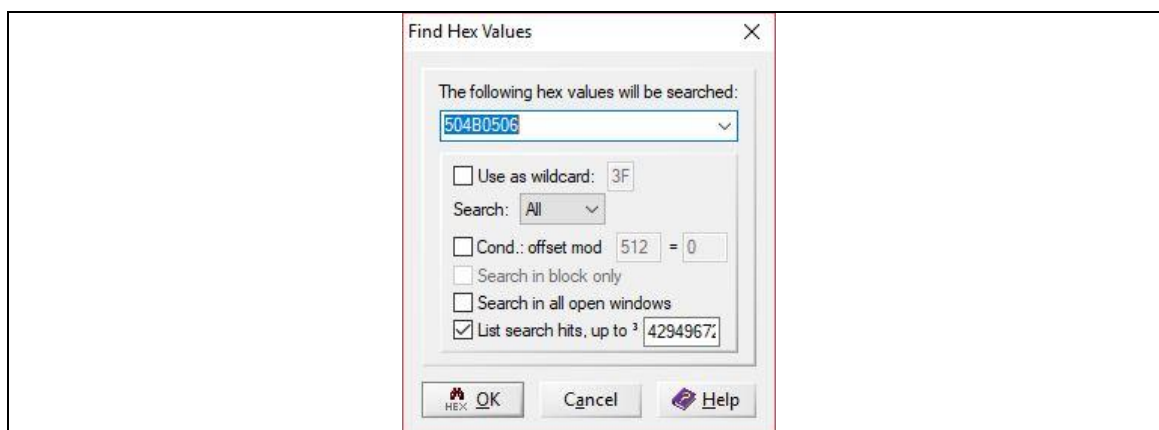 Find Hex Values
The following hex values will be searched:
504B0506
Use as wildcard: 3F
Search: All
Cond.: offset mod 512 = 0
Search in block only
Search in all open windows
List search hits, up to ³ 42949672
HEX OK Cancel Help